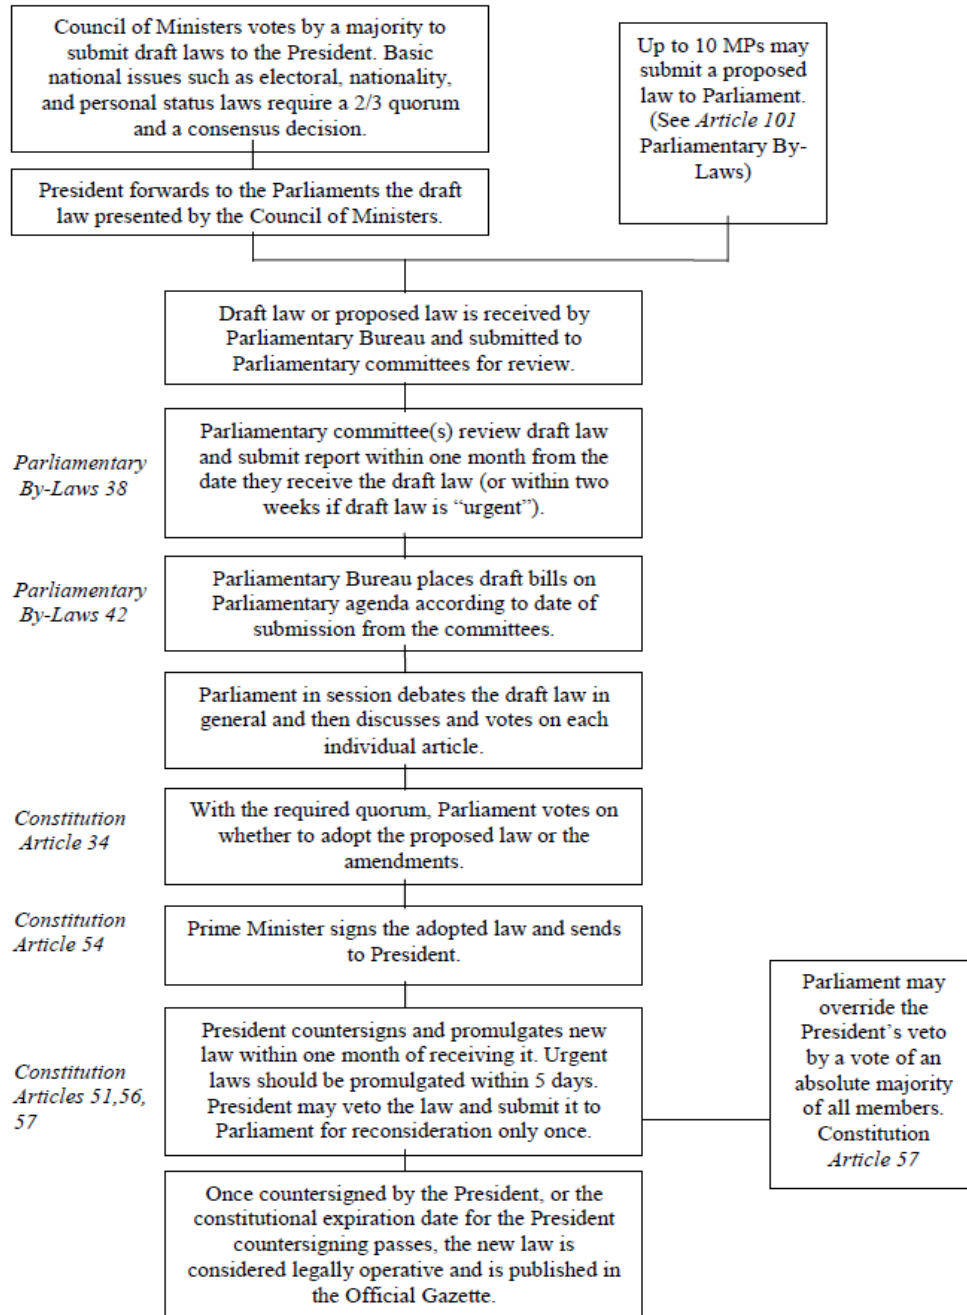 Council of Ministers votes by a majority to
submit draft laws to the President. Basic
national issues such as electoral, nationality,
and personal status laws require a 2/3 quorum
and a consensus decision.
Up to 10 MPs may
submit a proposed
law to Parliament.
(See Article 101
Parliamentary By-
Laws)
President forwards to the Parliaments the draft
law presented by the Council of Ministers.
Draft law or proposed law is received by
Parliamentary Bureau and submitted to
Parliamentary committees for review.
Parliamentary
By-Laws 38
Parliamentary committee(s) review draft law
and submit report within one month from the
date they receive the draft law (or within two
weeks if draft law is “urgent”).
Parliamentary
By-Laws 42
Parliamentary Bureau places draft bills on
Parliamentary agenda according to date of
submission from the committees.
Parliament in session debates the draft law in
general and then discusses and votes on each
individual article.
Constitution
Article 34
With the required quorum, Parliament votes on
whether to adopt the proposed law or the
amendments.
Constitution
Article 54
Prime Minister signs the adopted law and sends
to President.
Constitution
Articles 51,56,
57
President countersigns and promulgates new
law within one month of receiving it. Urgent
laws should be promulgated within 5 days.
President may veto the law and submit it to
Parliament for reconsideration only once.
Parliament may
override the
President’s veto
by a vote of an
absolute majority
of all members.
Constitution
Article 57
Once countersigned by the President, or the
constitutional expiration date for the President
countersigning passes, the new law is
considered legally operative and is published in
the Official Gazette.